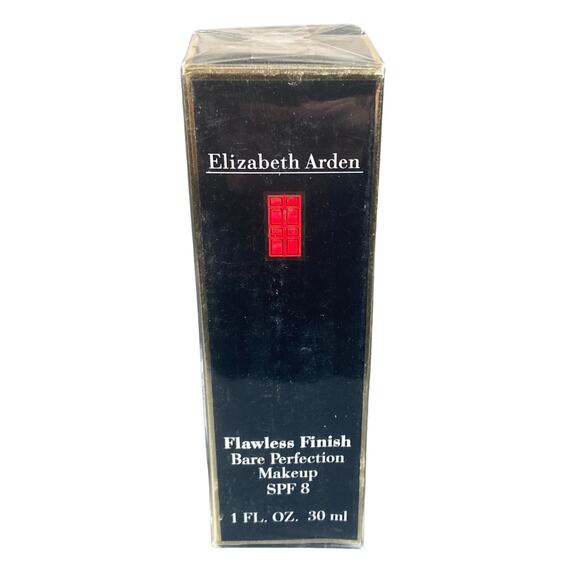 Elizabeth Arden
Flawless Finish
Bare Perfection
Makeup
SPF 8
1 FL. OZ. 30 ml